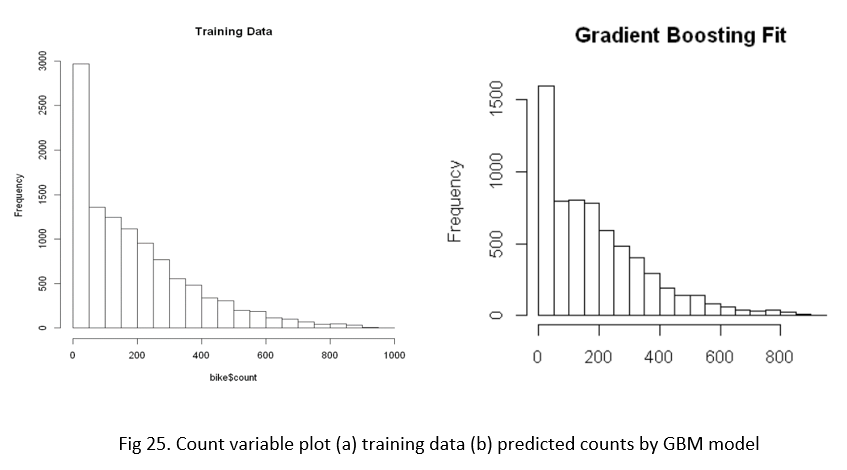 Training Data
Frequency
3000
2500
2000
1500
1000
500
0
0 200 400 600 800 1000
bike$count
Gradient Boosting Fit
Frequency
1500
1000
500
0
0 200 400 600 800
Fig 25. Count variable plot (a) training data (b) predicted counts by GBM model